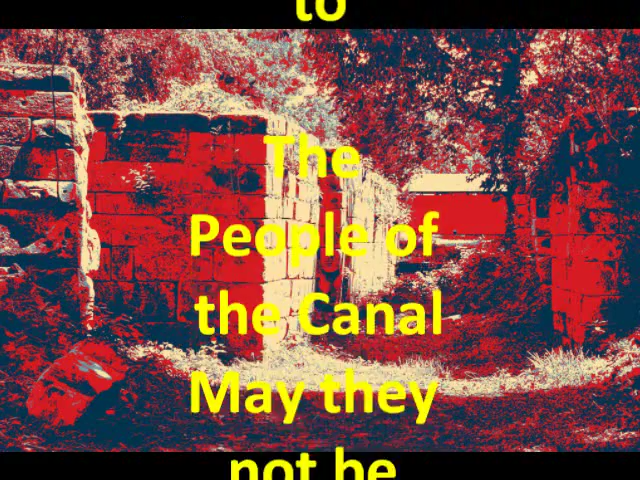 to
The
People of
the Canal
May they
not be